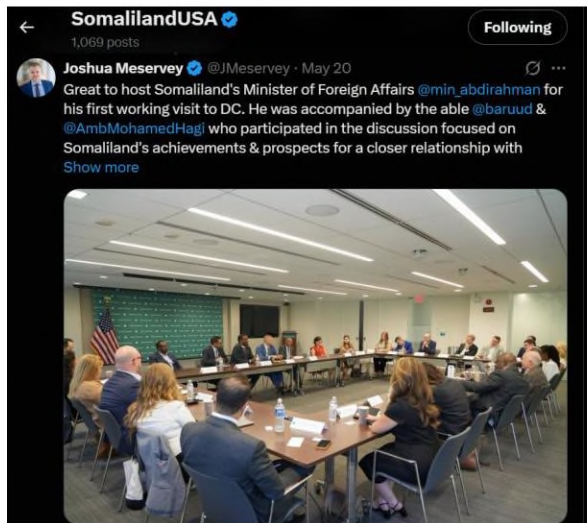 SomalilandUSA
1,069 posts
Following
Joshua Meservey @JMeservey · May 20
Great to host Somaliland's Minister of Foreign Affairs @min_abdirahman for
his first working visit to DC. He was accompanied by the able @baruud &
@AmbMohamedHagi who participated in the discussion focused on
Somaliland's achievements & prospects for a closer relationship with
Show more